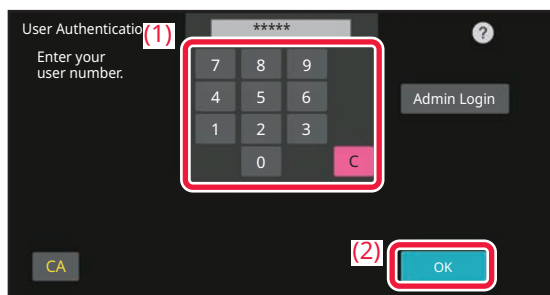 User Authenticatio
(1)
*****
?
Enter your
user number.
7 8 9
4 5 6
Admin Login
1 2 3
0 C
(2)
CA
OK